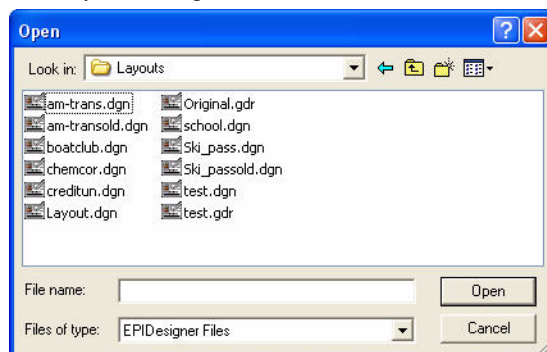 Open
Look in: Layouts
am-trans.dgn Original.gdr
am-transold.dgn school.dgn
boatclub.dgn Ski_pass.dgn
chemcor.dgn Ski_passold.dgn
creditun.dgn test.dgn
Layout.dgn test.gdr
File name: Open
Files of type: EPIDesigner Files Cancel